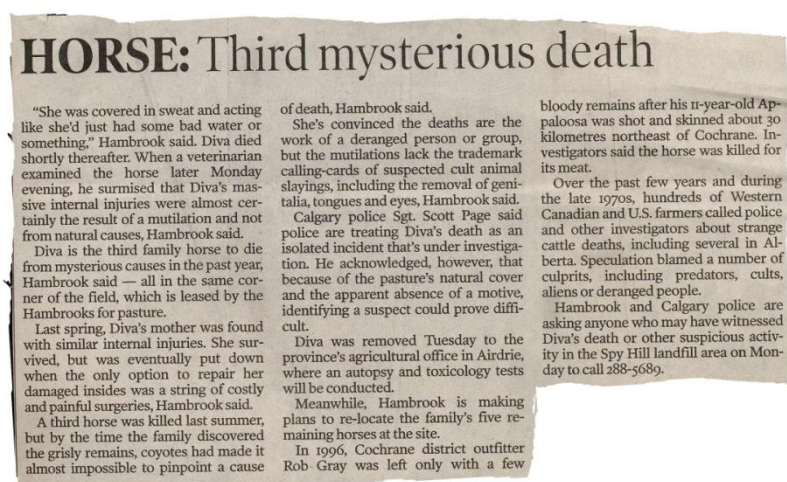 HORSE: Third mysterious death
“She was covered in sweat and acting
like she’d just had some bad water or
something,” Hambrook said. Diva died
shortly thereafter. When a veterinarian
examined the horse later Monday
evening, he surmised that Diva’s mas-
sive internal injuries were almost cer-
tainly the result of a mutilation and not
from natural causes, Hambrook said.
Diva is the third family horse to die
from mysterious causes in the past year,
Hambrook said — all in the same cor-
ner of the field, which is leased by the
Hambrooks for pasture.
Last spring, Diva’s mother was found
with similar internal injuries. She sur-
vived, but was eventually put down
when the only option to repair her
damaged insides was a string of costly
and painful surgeries, Hambrook said.
A third horse was killed last summer,
but by the time the family discovered
the grisly remains, coyotes had made it
almost impossible to pinpoint a cause
of death, Hambrook said.
She’s convinced the deaths are the
work of a deranged person or group,
but the mutilations lack the trademark
calling-cards of suspected cult animal
slayings, including the removal of geni-
talia, tongues and eyes, Hambrook said.
Calgary police Sgt. Scott Page said
police are treating Diva’s death as an
isolated incident that’s under investiga-
tion. He acknowledged, however, that
because of the pasture’s natural cover
and the apparent absence of a motive,
identifying a suspect could prove diffi-
cult.
Diva was removed Tuesday to the
province’s agricultural office in Airdrie,
where an autopsy and toxicology tests
will be conducted.
Meanwhile, Hambrook is making
plans to re-locate the family’s five re-
maining horses at the site.
In 1996, Cochrane district outfitter
Rob Gray was left only with a few
bloody remains after his 11-year-old Ap-
paloosa was shot and skinned about 30
kilometres northeast of Cochrane. In-
vestigators said the horse was killed for
its meat.
Over the past few years and during
the late 1970s, hundreds of Western
Canadian and U.S. farmers called police
and other investigators about strange
cattle deaths, including several in Al-
berta. Speculation blamed a number of
culprits, including predators, cults,
aliens or deranged people.
Hambrook and Calgary police are
asking anyone who may have witnessed
Diva’s death or other suspicious activ-
ity in the Spy Hill landfill area on Mon-
day to call 288-5689.